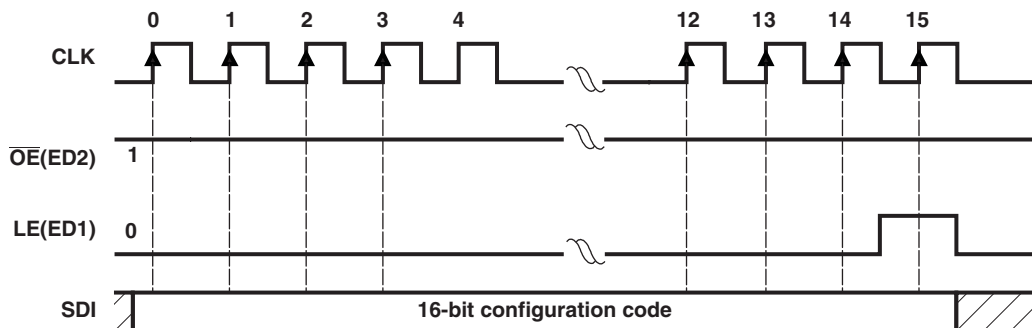 0 1 2 3 4 12 13 14 15
CLK
OE(ED2) 1
LE(ED1) 0
SDI 16-bit configuration code